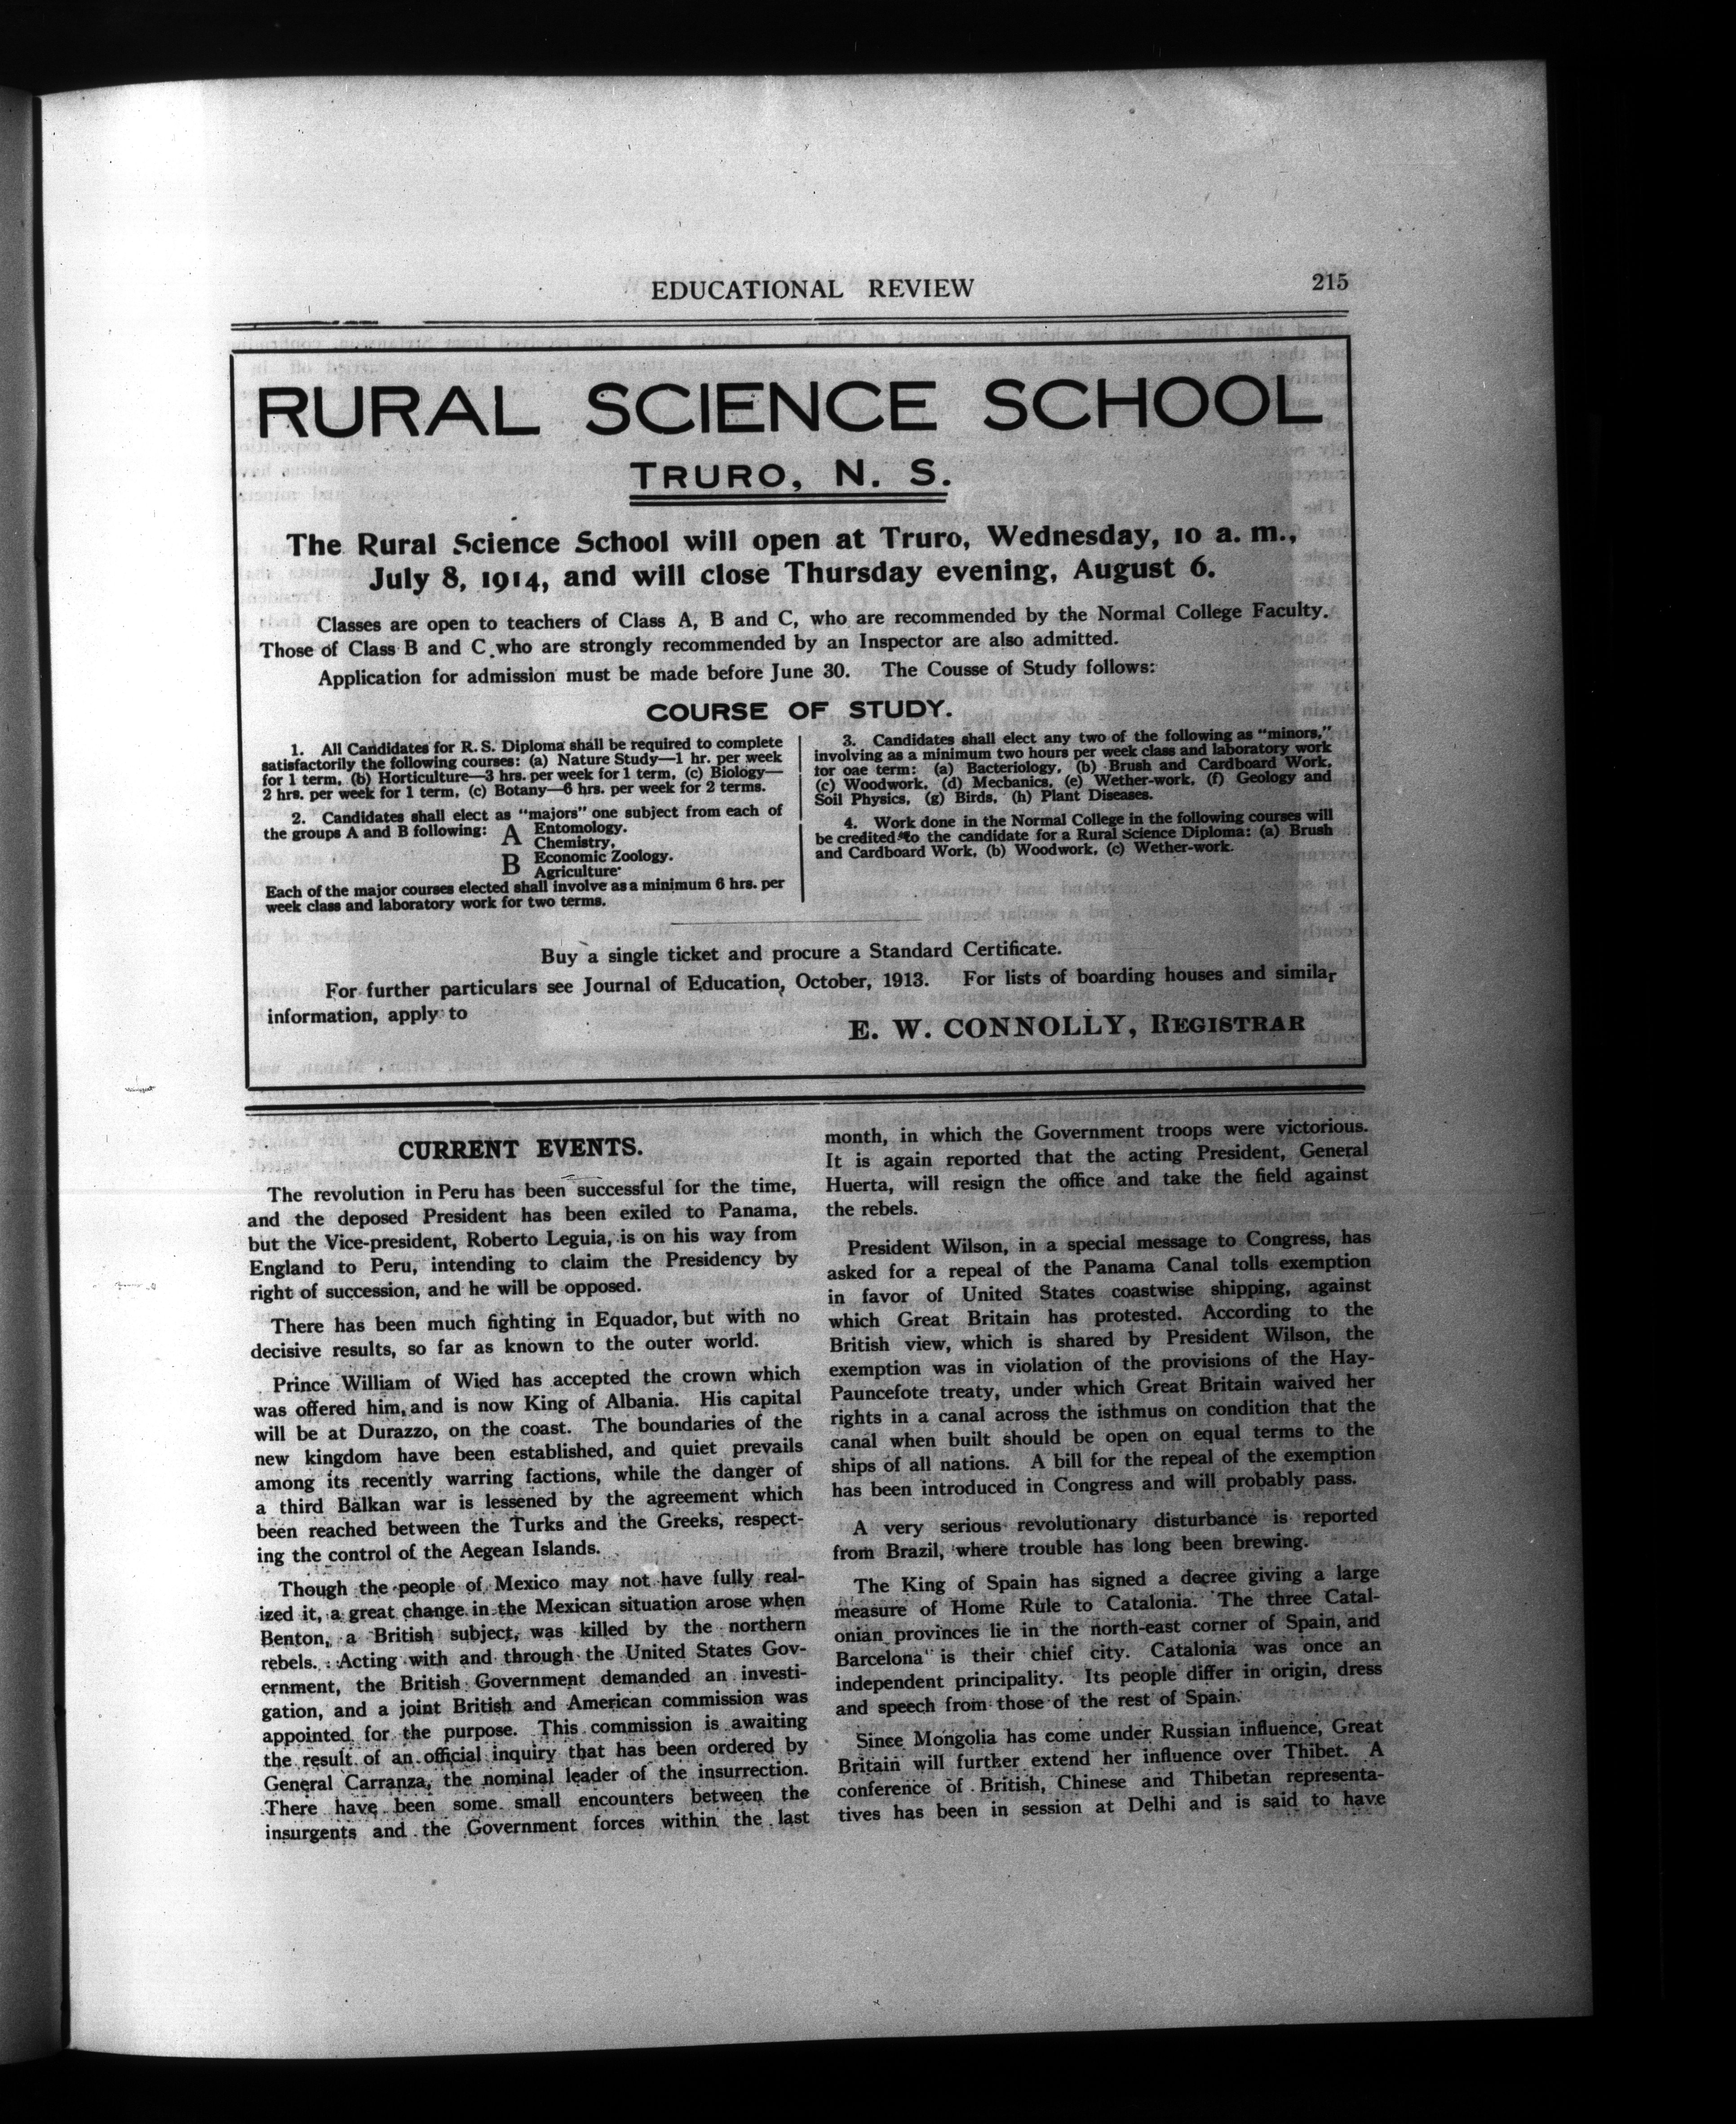 EDUCATIONAL REVIEW
215
RURAL SCIENCE SCHOOL
TRURO, N. S.
The Rural Science School will open at Truro, Wednesday, 10 a. m.,
July 8, 1914, and will close Thursday evening, August 6.
Classes are open to teachers of Class A, B and C, who are recommended by the Normal College Faculty.
Those of Class B and C who are strongly recommended by an Inspector are also admitted.
Application for admission must be made before June 30. The Cousse of Study follows:
COURSE OF STUDY.
1. All Candidates for R. S. Diploma shall be required to complete
satisfactorily the following courses: (a) Nature Study—1 hr. per week
for 1 term, (b) Horticulture—3 hrs. per week for 1 term, (c) Biology—
2 hrs. per week for 1 term, (c) Botany—6 hrs. per week for 2 terms.
2. Candidates shall elect as "majors" one subject from each of
the groups A and B following: A Entomology.
Chemistry,
B Economic Zoology.
Agriculture
Each of the major courses elected shall involve as a minimum 6 hrs. per
week class and laboratory work for two terms.
3. Candidates shall elect any two of the following as "minors,"
involving as a minimum two hours per week class and laboratory work
for oae term: (a) Bacteriology, (b) Brush and Cardboard Work,
(c) Woodwork, (d) Mecbanics, (e) Wether-work, (f) Geology and
Soil Physics, (g) Birds, (h) Plant Diseases.
4. Work done in the Normal College in the following courses will
be credited to the candidate for a Rural Science Diploma: (a) Brush
and Cardboard Work, (b) Woodwork, (c) Wether-work.
Buy a single ticket and procure a Standard Certificate.
For further particulars see Journal of Education, October, 1913. For lists of boarding houses and similar
information, apply to
E. W. CONNOLLY, REGISTRAR
CURRENT EVENTS.
The revolution in Peru has been successful for the time,
and the deposed President has been exiled to Panama,
but the Vice-president, Roberto Leguia, is on his way from
England to Peru, intending to claim the Presidency by
right of succession, and he will be opposed.
There has been much fighting in Equador, but with no
decisive results, so far as known to the outer world.
Prince William of Wied has accepted the crown which
was offered him, and is now King of Albania. His capital
will be at Durazzo, on the coast. The boundaries of the
new kingdom have been established, and quiet prevails
among its recently warring factions, while the danger of
a third Balkan war is lessened by the agreement which
been reached between the Turks and the Greeks, respect-
ing the control of the Aegean Islands.
Though the people of Mexico may not have fully real-
ized it, a great change in the Mexican situation arose when
Benton, a British subject, was killed by the northern
rebels. Acting with and through the United States Gov-
ernment, the British Government demanded an investi-
gation, and a joint British and American commission was
appointed for the purpose. This commission is awaiting
the result of an official inquiry that has been ordered by
General Carranza, the nominal leader of the insurrection.
There have been some small encounters between the
insurgents and the Government forces within the last
month, in which the Government troops were victorious.
It is again reported that the acting President, General
Huerta, will resign the office and take the field against
the rebels.
President Wilson, in a special message to Congress, has
asked for a repeal of the Panama Canal tolls exemption
in favor of United States coastwise shipping, against
which Great Britain has protested. According to the
British view, which is shared by President Wilson, the
exemption was in violation of the provisions of the Hay-
Pauncefote treaty, under which Great Britain waived her
rights in a canal across the isthmus on condition that the
canal when built should be open on equal terms to the
ships of all nations. A bill for the repeal of the exemption
has been introduced in Congress and will probably pass.
A very serious revolutionary disturbance is reported
from Brazil, where trouble has long been brewing.
The King of Spain has signed a decree giving a large
measure of Home Rule to Catalonia. The three Catal-
onian provinces lie in the north-east corner of Spain, and
Barcelona is their chief city. Catalonia was once an
independent principality. Its people differ in origin, dress
and speech from those of the rest of Spain.
Since Mongolia has come under Russian influence, Great
Britain will further extend her influence over Thibet. A
conference of British, Chinese and Thibetan representa-
tives has been in session at Delhi and is said to have